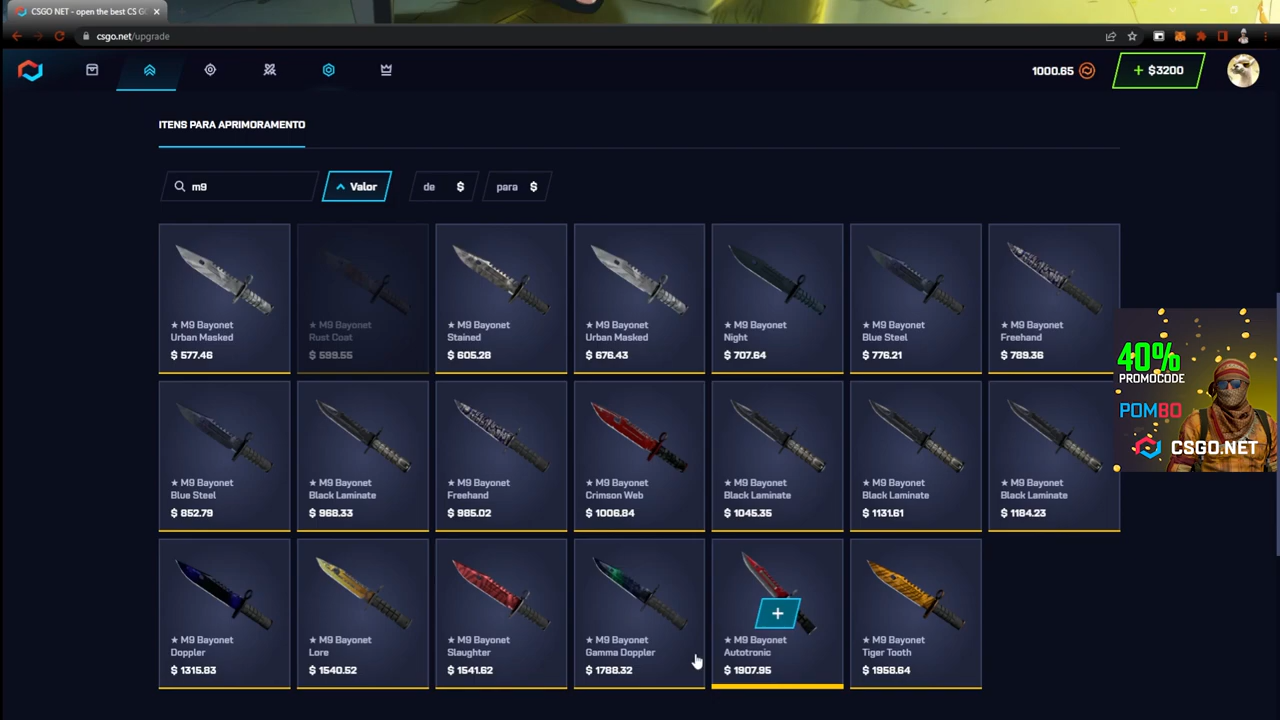 CSGO NET - open the best CS G
csgo.net/upgrade
1000.65
+ $3200
ITENS PARA APRIMORAMENTO
m9
Valor
de $
para $
★ M9 Bayonet
Urban Masked
$ 577.46
★ M9 Bayonet
Rust Coat
$ 599.55
★ M9 Bayonet
Stained
$ 605.28
★ M9 Bayonet
Urban Masked
$ 676.43
★ M9 Bayonet
Night
$ 707.64
★ M9 Bayonet
Blue Steel
$ 776.21
★ M9 Bayonet
Freehand
$ 789.36
★ M9 Bayonet
Blue Steel
$ 852.79
★ M9 Bayonet
Black Laminate
$ 968.33
★ M9 Bayonet
Freehand
$ 985.02
★ M9 Bayonet
Crimson Web
$ 1006.84
★ M9 Bayonet
Black Laminate
$ 1045.35
★ M9 Bayonet
Black Laminate
$ 1131.61
★ M9 Bayonet
Black Laminate
$ 1184.23
★ M9 Bayonet
Doppler
$ 1315.83
★ M9 Bayonet
Lore
$ 1540.52
★ M9 Bayonet
Slaughter
$ 1541.62
★ M9 Bayonet
Gamma Doppler
$ 1788.32
+
★ M9 Bayonet
Autotronic
$ 1907.95
★ M9 Bayonet
Tiger Tooth
$ 1958.64
40%
PROMOCODE
POMBO
CSGO.NET